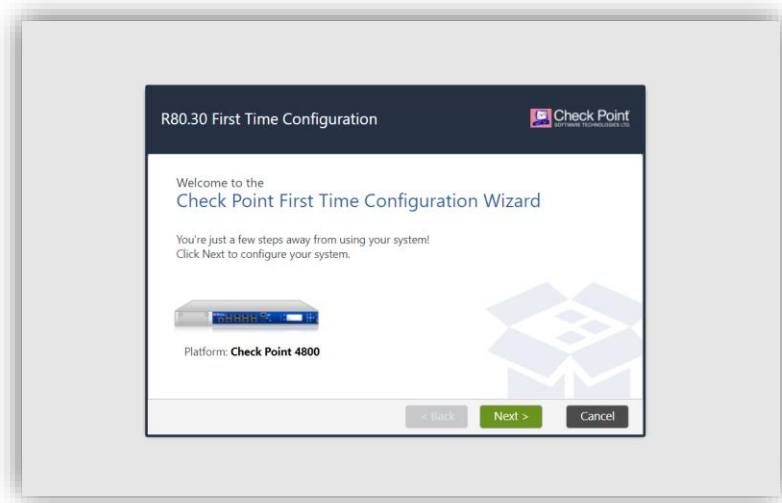 R80.30 First Time Configuration
Check Point
SOFTWARE TECHNOLOGIES LTD.
Welcome to the
Check Point First Time Configuration Wizard
You're just a few steps away from using your system!
Click Next to configure your system.
Platform: Check Point 4800
< Back Next > Cancel